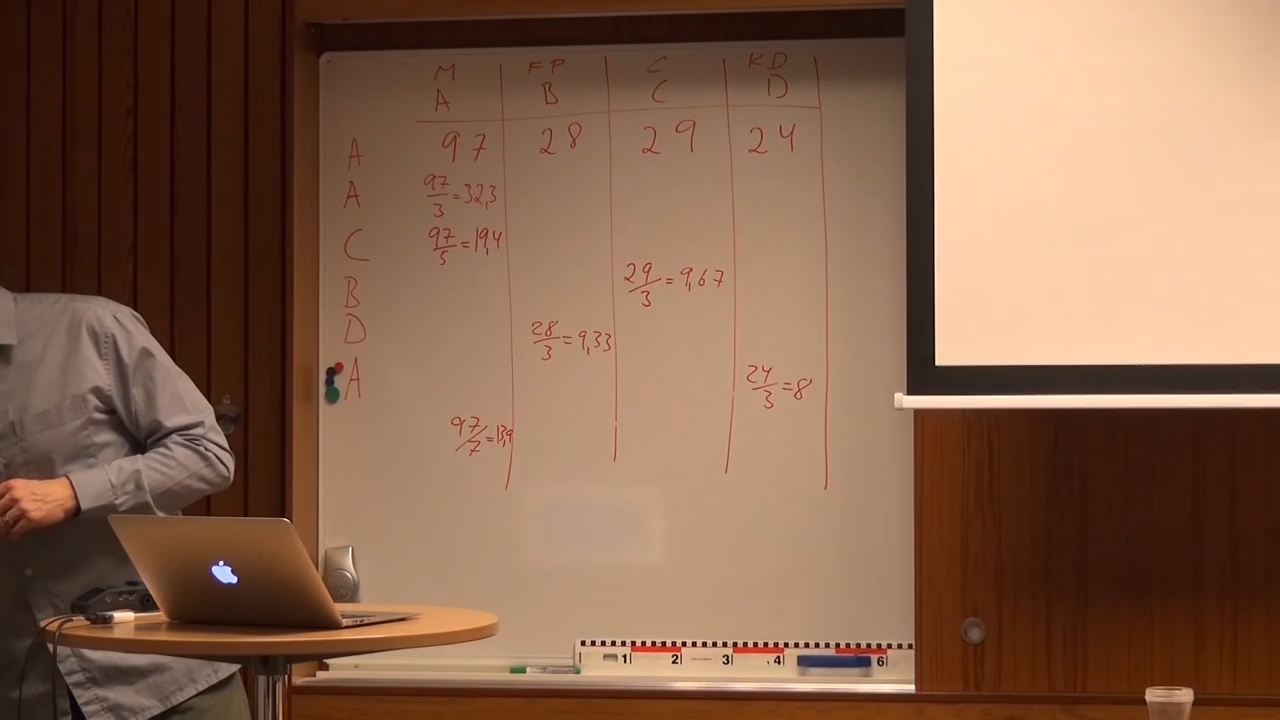 M FP C KD
A B C D
A 97 28 29 24
A 97/3 = 32,3
C 97/5 = 19,4
29/3 = 9,67
B
D 28/3 = 9,33
A 24/3 = 8
97/7 = 13,9
1 2 3 4 6